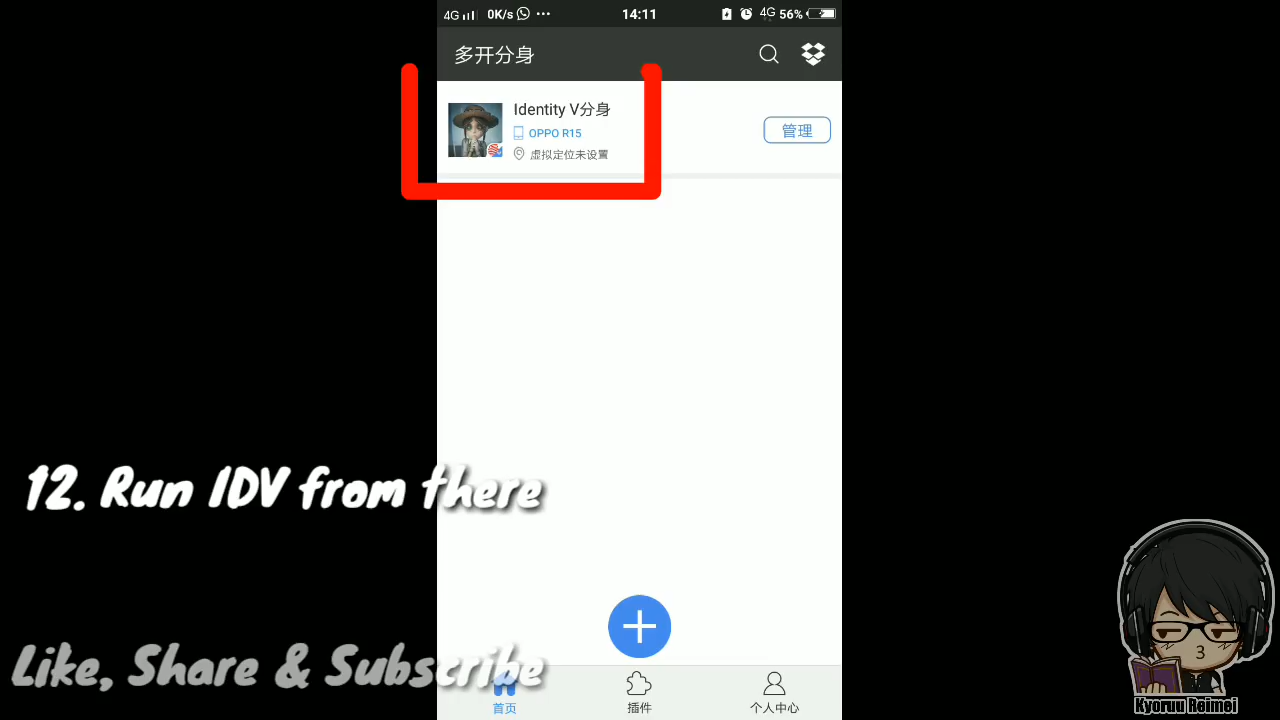 4G 0K/s ... 14:11 4G 56%
多开分身
Identity V分身
OPPO R15
虚拟定位未设置
管理
12. Run IDV from there
Like, Share & Subscribe
首页 插件 个人中心
3
Kyoruu Reimei